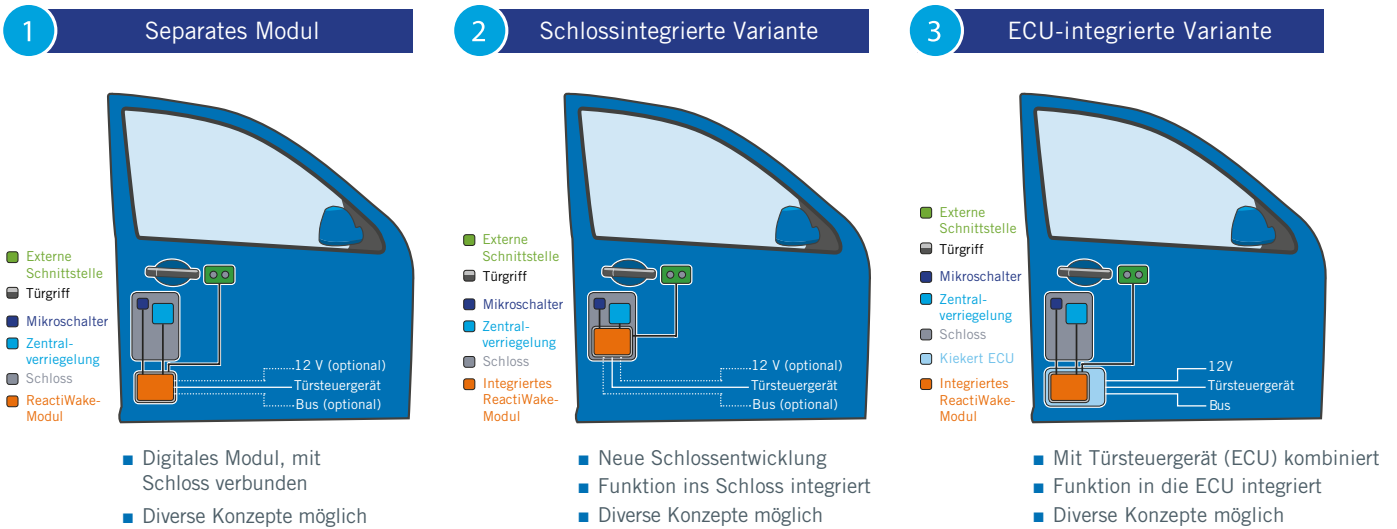 1
Separates Modul
Externe
Schnittstelle
Türgriff
Mikroschalter
Zentral-
verriegelung
Schloss
ReactiWake-
Modul
12 V (optional)
Türsteuergerät
Bus (optional)
■ Digitales Modul, mit
Schloss verbunden
■ Diverse Konzepte möglich
2
Schlossintegrierte Variante
Externe
Schnittstelle
Türgriff
Mikroschalter
Zentral-
verriegelung
Schloss
Integriertes
ReactiWake-
Modul
12 V (optional)
Türsteuergerät
Bus (optional)
■ Neue Schlossentwicklung
■ Funktion ins Schloss integriert
■ Diverse Konzepte möglich
3
ECU-integrierte Variante
Externe
Schnittstelle
Türgriff
Mikroschalter
Zentral-
verriegelung
Schloss
Kiekert ECU
Integriertes
ReactiWake-
Modul
12V
Türsteuergerät
Bus
■ Mit Türsteuergerät (ECU) kombiniert
■ Funktion in die ECU integriert
■ Diverse Konzepte möglich